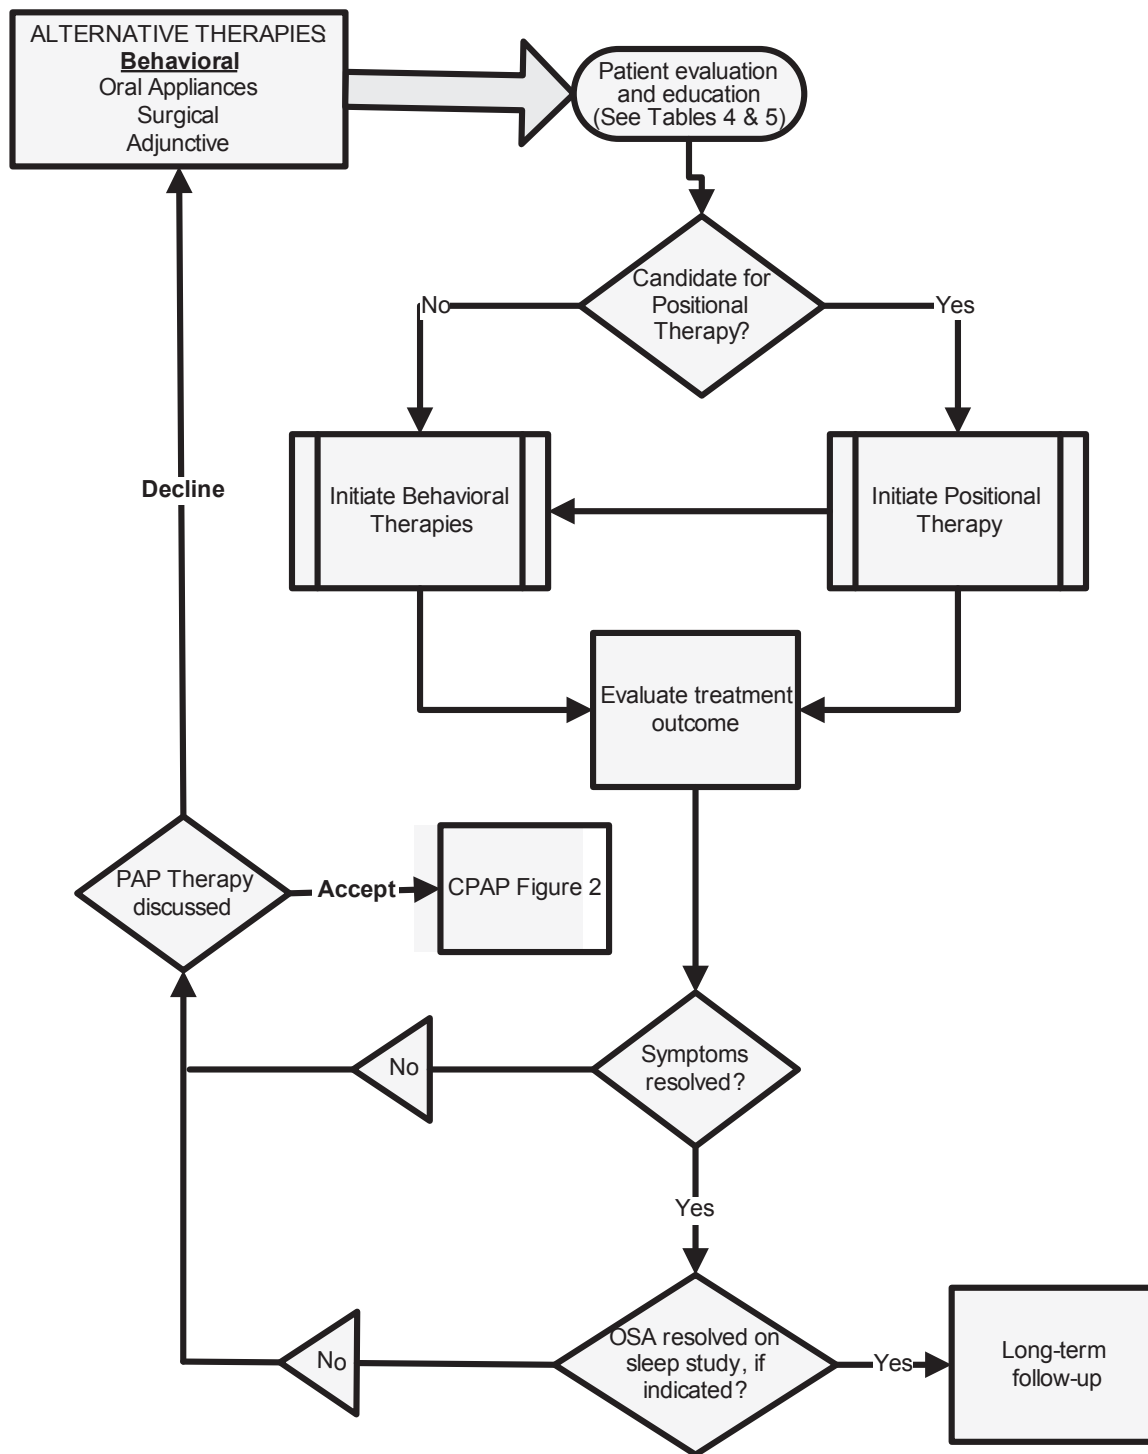 ALTERNATIVE THERAPIES:
Behavioral
Oral Appliances
Surgical
Adjunctive
Patient evaluation
and education
(See Tables 4 & 5)
Candidate for
Positional
Therapy?
No
Yes
Initiate Behavioral
Therapies
Initiate Positional
Therapy
Decline
Evaluate treatment
outcome
PAP Therapy
discussed
Accept
CPAP Figure 2
Symptoms
resolved?
No
Yes
OSA resolved on
sleep study, if
indicated?
No
Yes
Long-term
follow-up